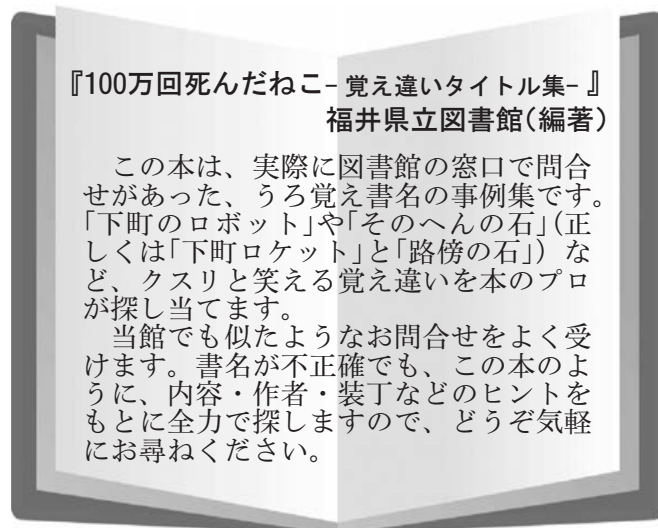 『100万回死んだねこ-覚え違いタイトル集-』
福井県立図書館(編著)
　この本は、実際に図書館の窓口で問合
せがあった、うろ覚え書名の事例集です。
「下町のロボット」や「そのへんの石」(正
しくは「下町ロケット」と「路傍の石」)な
ど、クスリと笑える覚え違いを本のプロ
が探し当てます。
　当館でも似たようなお問合せをよく受
けます。書名が不正確でも、この本のよ
うに、内容・作者・装丁などのヒントを
もとに全力で探しますので、どうぞ気軽
にお尋ねください。